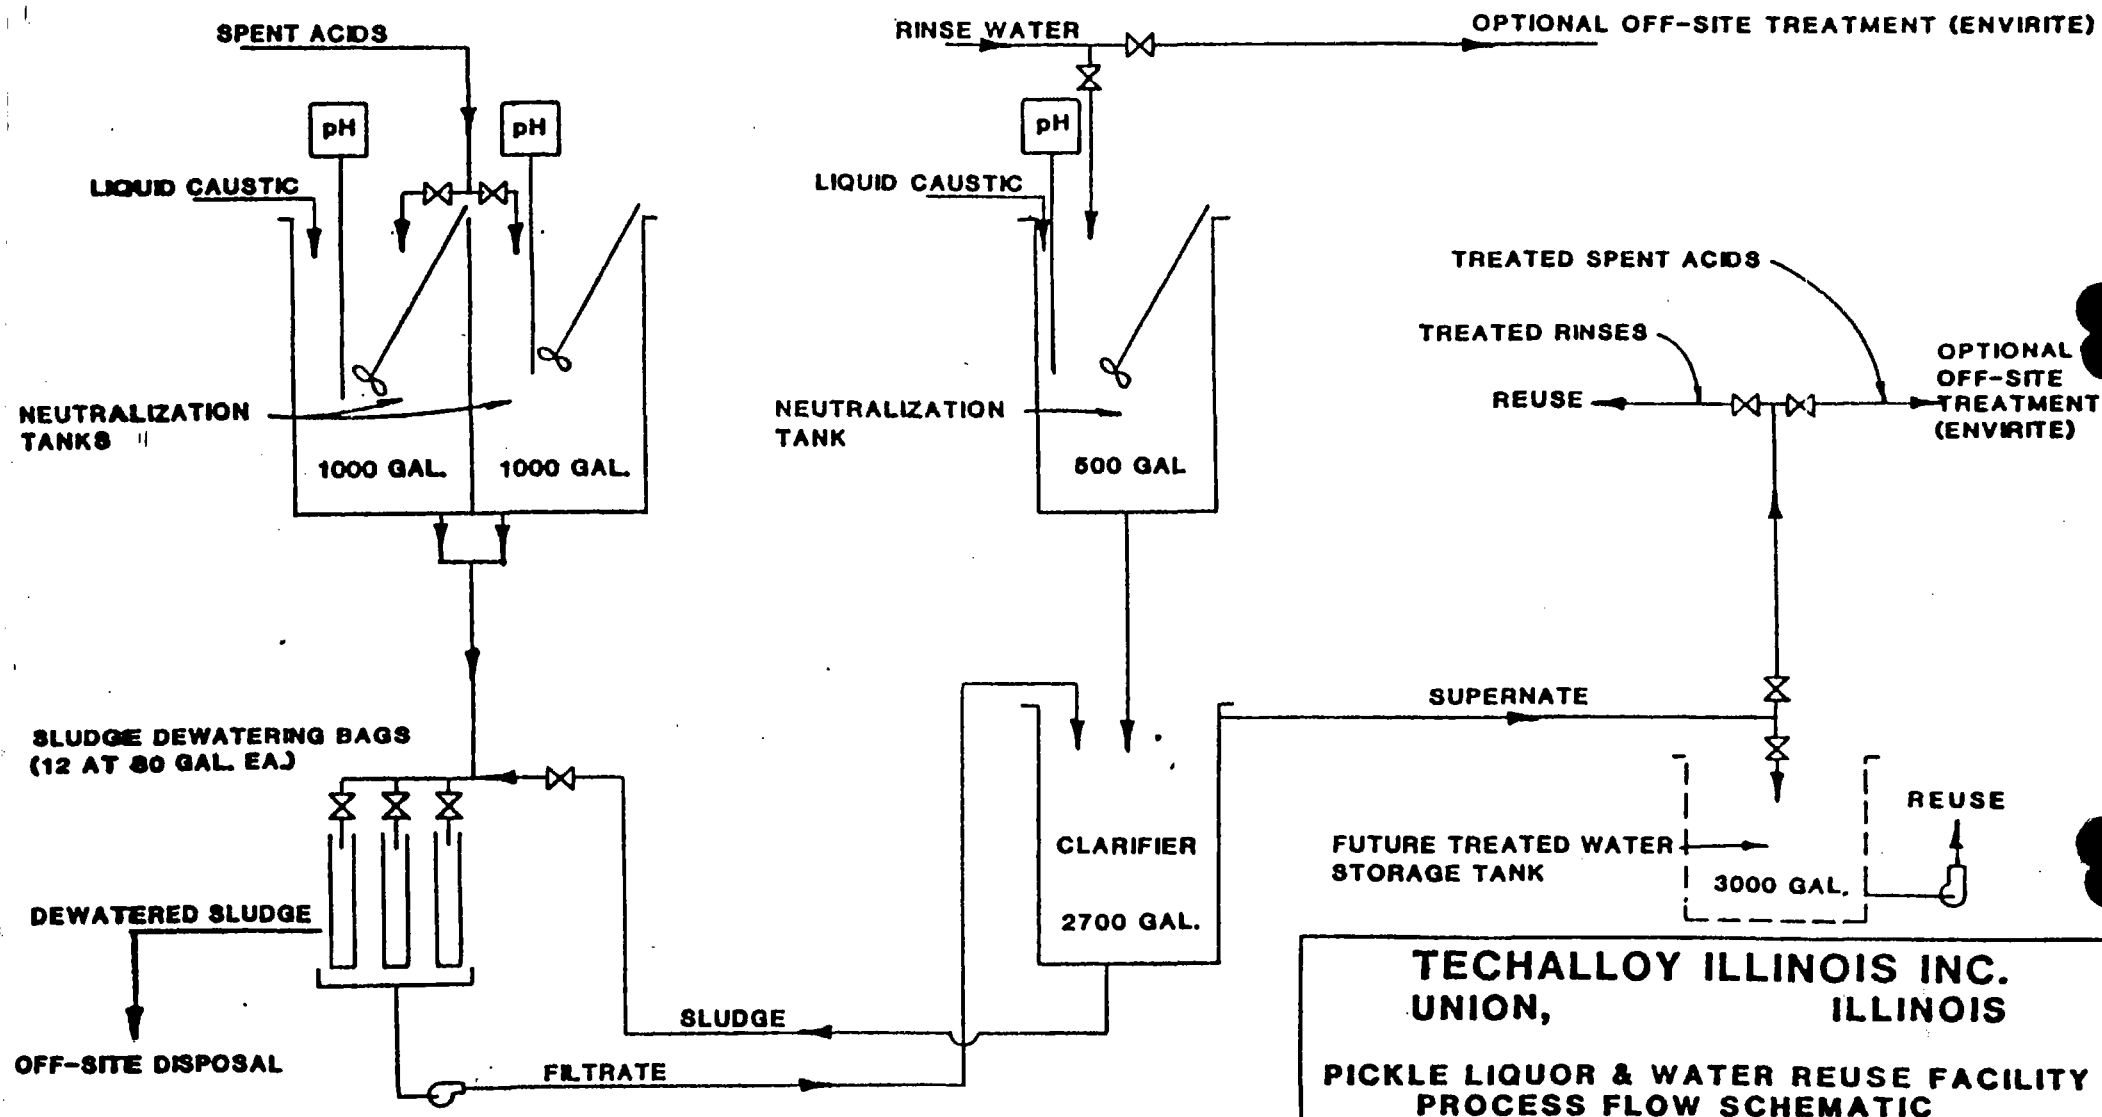 SPENT ACIDS
RINSE WATER
OPTIONAL OFF-SITE TREATMENT (ENVIRITE)
pH
pH
pH
LIQUID CAUSTIC
LIQUID CAUSTIC
TREATED SPENT ACIDS
TREATED RINSES
REUSE
OPTIONAL
OFF-SITE
TREATMENT
(ENVIRITE)
NEUTRALIZATION
TANKS
1000 GAL.
1000 GAL.
NEUTRALIZATION
TANK
500 GAL
SUPERNATE
SLUDGE DEWATERING BAGS
(12 AT 80 GAL. EA.)
REUSE
CLARIFIER
2700 GAL.
FUTURE TREATED WATER
STORAGE TANK
3000 GAL.
DEWATERED SLUDGE
SLUDGE
OFF-SITE DISPOSAL
FILTRATE
TECHALLOY ILLINOIS INC.
UNION, ILLINOIS
PICKLE LIQUOR & WATER REUSE FACILITY
PROCESS FLOW SCHEMATIC